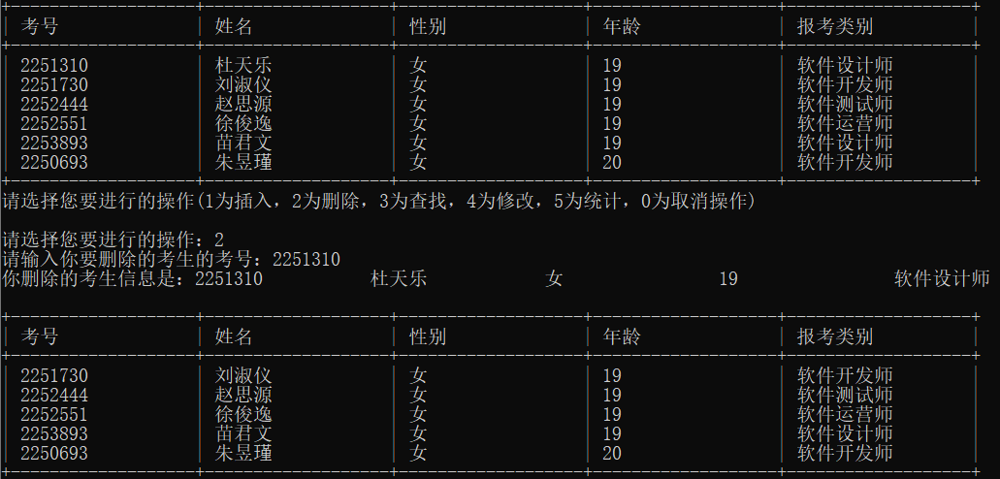 考号 姓名 性别 年龄 报考类别
2251310 杜天乐 女 19 软件设计师
2251730 刘淑仪 女 19 软件开发师
2252444 赵思源 女 19 软件测试师
2252551 徐俊逸 女 19 软件运营师
2253893 苗君文 女 19 软件设计师
2250693 朱昱瑾 女 20 软件开发师
请选择您要进行的操作(1为插入，2为删除，3为查找，4为修改，5为统计，0为取消操作)
请选择您要进行的操作：2
请输入你要删除的考生的考号：2251310
你删除的考生信息是：2251310 杜天乐 女 19 软件设计师
考号 姓名 性别 年龄 报考类别
2251730 刘淑仪 女 19 软件开发师
2252444 赵思源 女 19 软件测试师
2252551 徐俊逸 女 19 软件运营师
2253893 苗君文 女 19 软件设计师
2250693 朱昱瑾 女 20 软件开发师